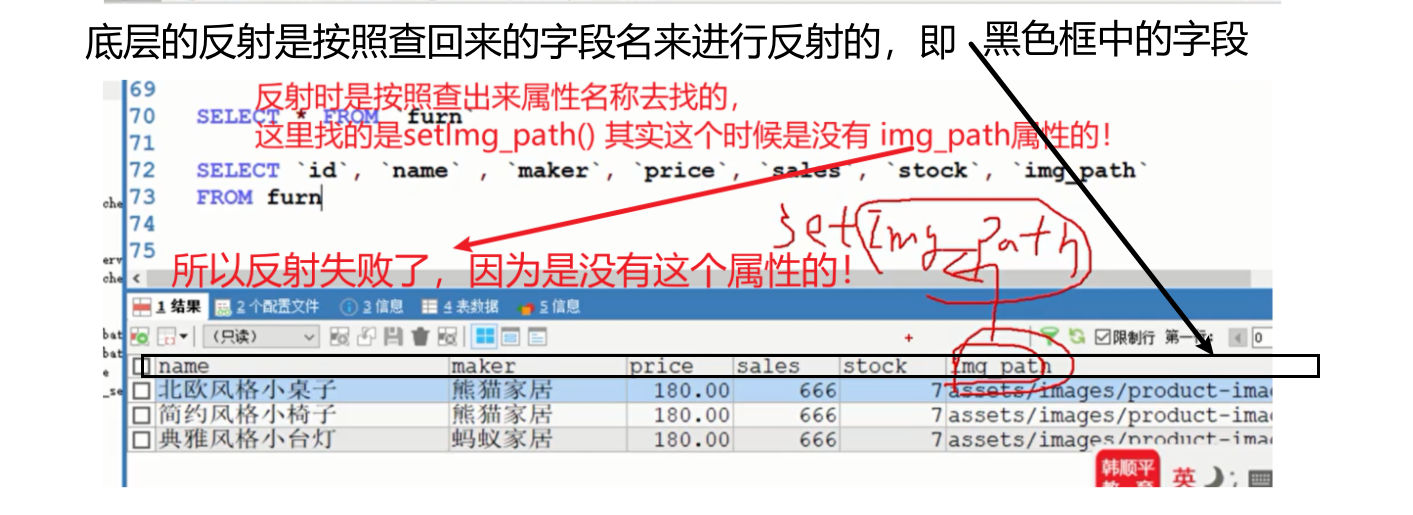 底层的反射是按照查回来的字段名来进行反射的，即 黑色框中的字段
69
反射时是按照查出来属性名称去找的，
70 SELECT * FROM `furn`
71 这里找的是setImg_path() 其实这个时候是没有 img_path属性的！
72 SELECT `id`, `name` , `maker`, `price`, `sales`, `stock`, `img_path`
che 73 FROM furn
74
setImg_Path
erv 75
che 所以反射失败了，因为是没有这个属性的！
1 结果 2 个配置文件 3 信息 4 表数据 5 信息
bat (只读) 限制行 第一行: 0
bat
name maker price sales stock img_path
e
_se 北欧风格小桌子 熊猫家居 180.00 666 7 assets/images/product-ima
简约风格小椅子 熊猫家居 180.00 666 7 assets/images/product-ima
典雅风格小台灯 蚂蚁家居 180.00 666 7 assets/images/product-ima
韩顺平
教 育
英